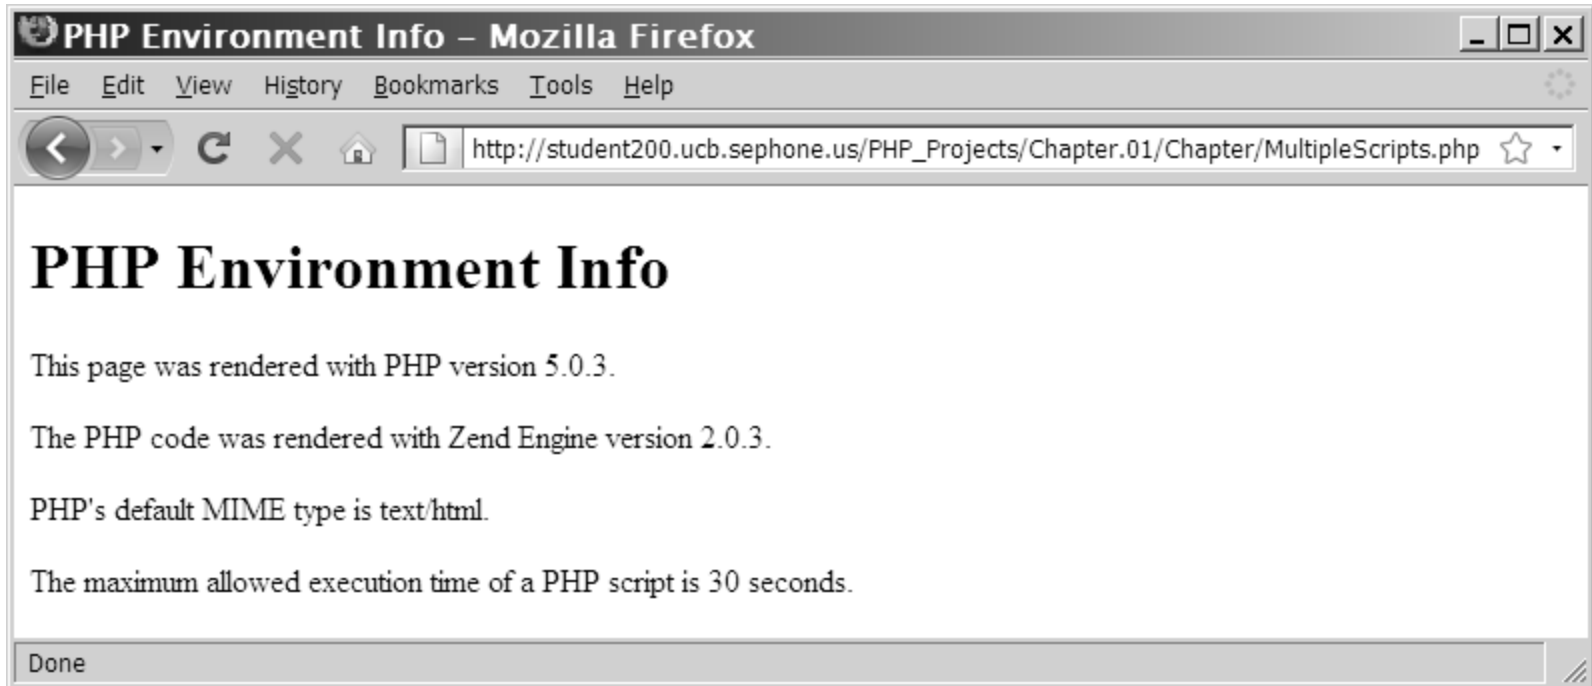 PHP Environment Info – Mozilla Firefox
File Edit View History Bookmarks Tools Help
http://student200.ucb.sephone.us/PHP_Projects/Chapter.01/Chapter/MultipleScripts.php
PHP Environment Info
This page was rendered with PHP version 5.0.3.
The PHP code was rendered with Zend Engine version 2.0.3.
PHP's default MIME type is text/html.
The maximum allowed execution time of a PHP script is 30 seconds.
Done